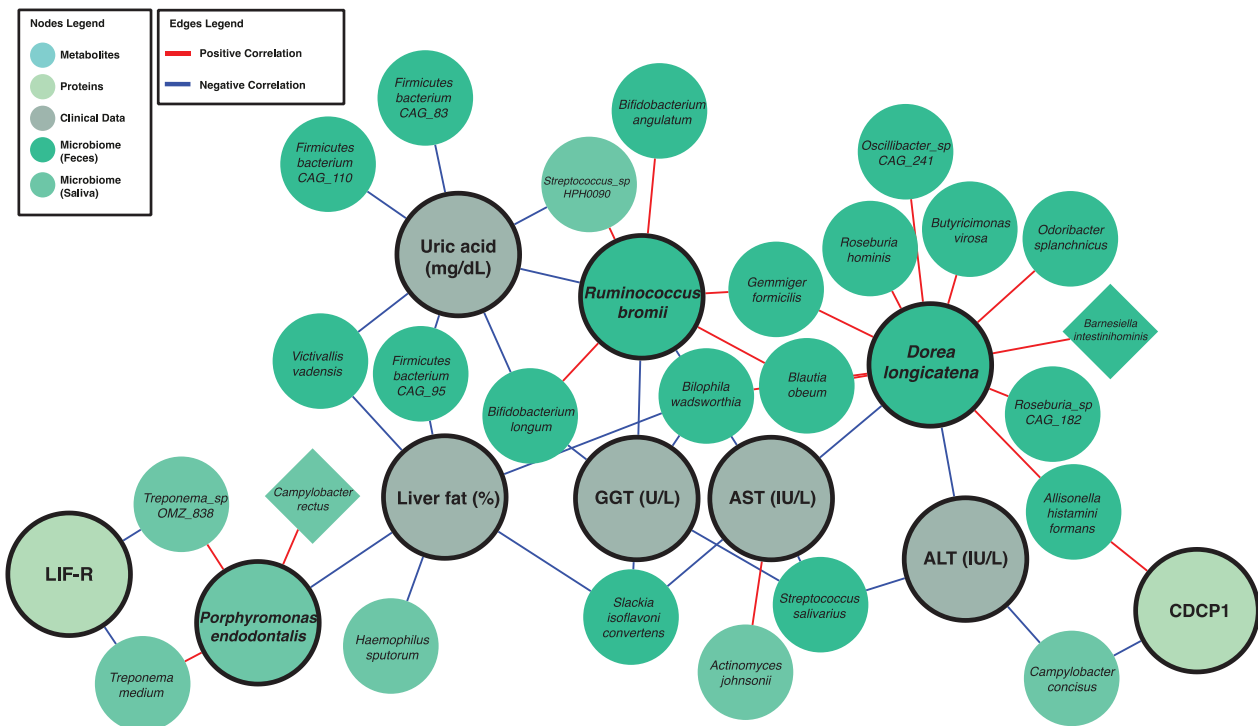 Nodes Legend
Metabolites
Proteins
Clinical Data
Microbiome
(Feces)
Microbiome
(Saliva)
Edges Legend
Positive Correlation
Negative Correlation
Firmicutes
bacterium
CAG_83
Firmicutes
bacterium
CAG_110
Bifidobacterium
angulatum
Streptococcus_sp
HPH0090
Oscillibacter_sp
CAG_241
Butyricimonas
virosa
Odoribacter
splanchnicus
Roseburia
hominis
Uric acid
(mg/dL)
Ruminococcus
bromii
Gemmiger
formicilis
Barnesiella
intestinihominis
Dorea
longicatena
Victivallis
vadensis
Firmicutes
bacterium
CAG_95
Bifidobacterium
longum
Bilophila
wadsworthia
Blautia
obeum
Roseburia_sp
CAG_182
Treponema_sp
OMZ_838
Campylobacter
rectus
Liver fat (%)
GGT (U/L)
AST (IU/L)
Allisonella
histamini
formans
ALT (IU/L)
LIF-R
CDCP1
Porphyromonas
endodontalis
Slackia
isoflavoni
convertens
Streptococcus
salivarius
Haemophilus
sputorum
Treponema
medium
Actinomyces
johnsonii
Campylobacter
concisus